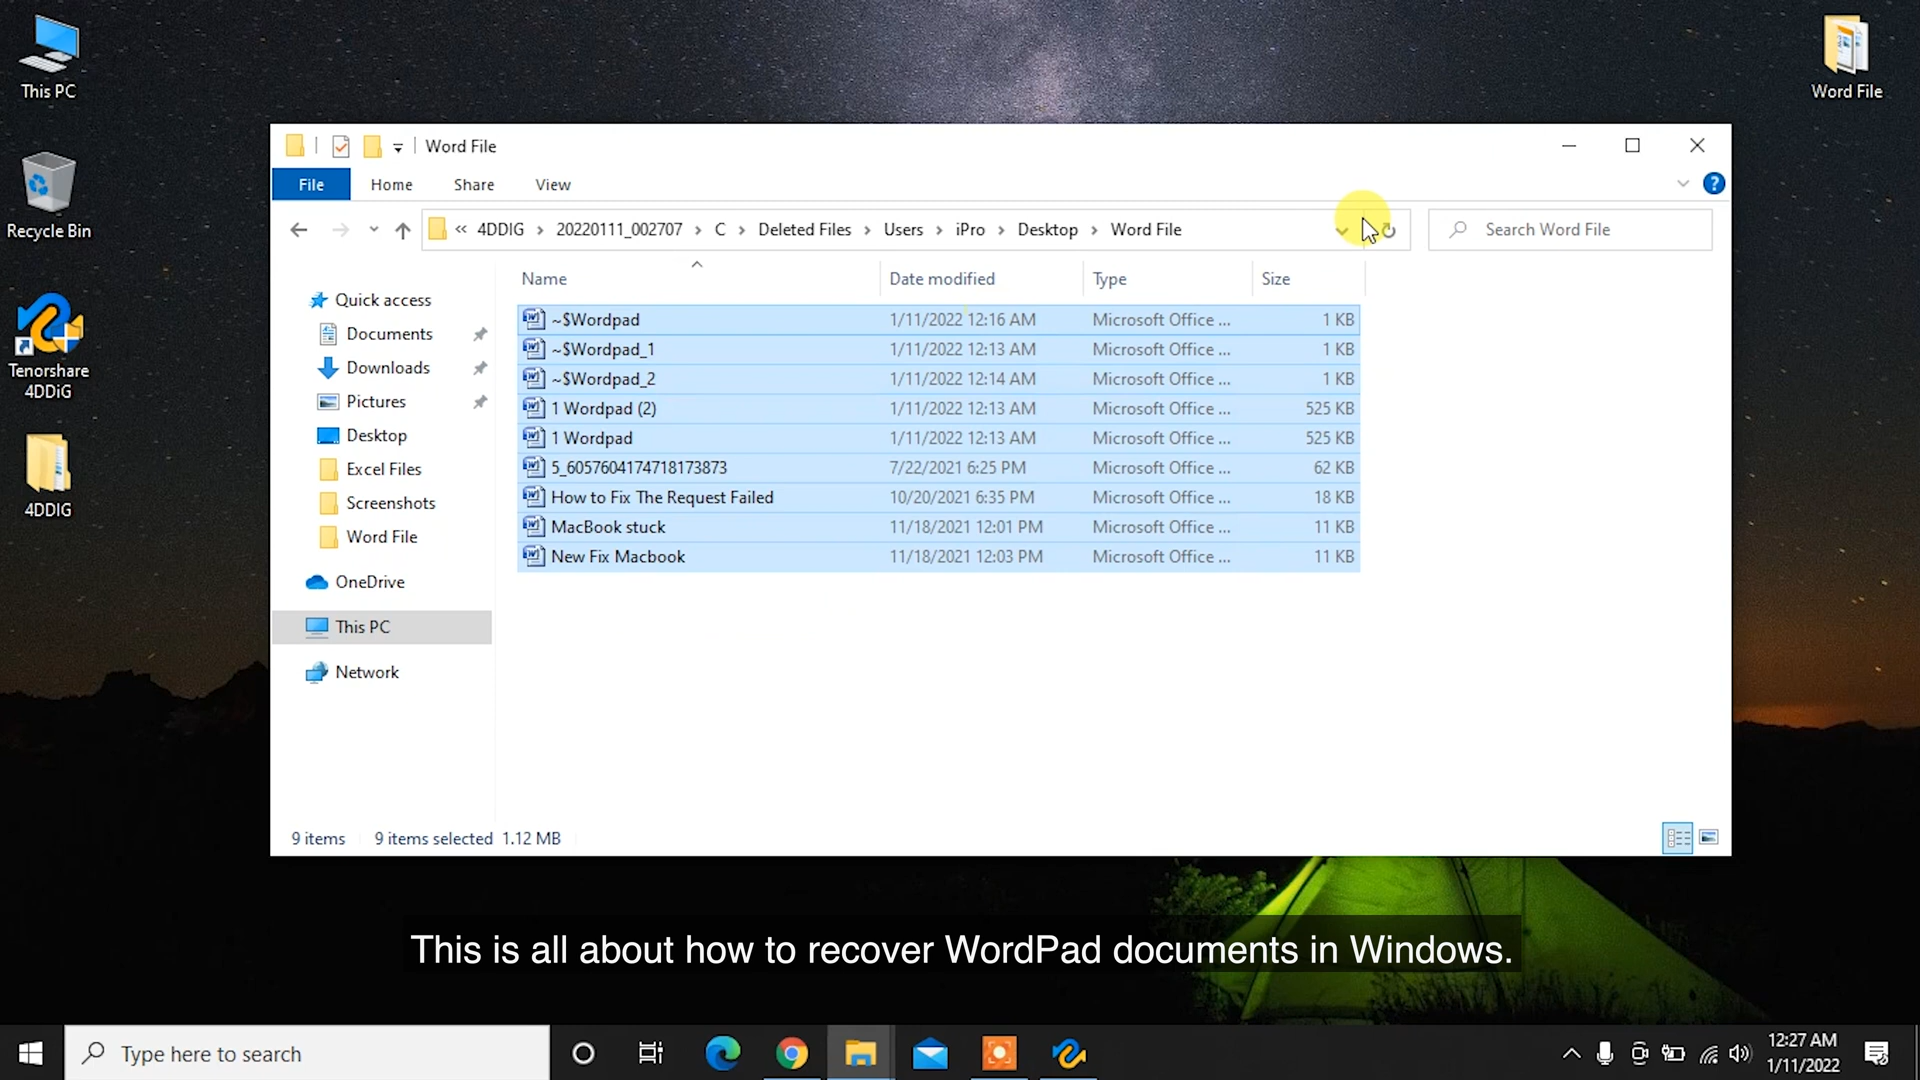 This PC
Recycle Bin
Tenorshare
4DDiG
4DDIG
Word File
Word File
File Home Share View
« 4DDIG › 20220111_002707 › C › Deleted Files › Users › iPro › Desktop › Word File
Search Word File
Quick access
Documents
Downloads
Pictures
Desktop
Excel Files
Screenshots
Word File
OneDrive
This PC
Network
Name Date modified Type Size
~$Wordpad 1/11/2022 12:16 AM Microsoft Office ... 1 KB
~$Wordpad_1 1/11/2022 12:13 AM Microsoft Office ... 1 KB
~$Wordpad_2 1/11/2022 12:14 AM Microsoft Office ... 1 KB
1 Wordpad (2) 1/11/2022 12:13 AM Microsoft Office ... 525 KB
1 Wordpad 1/11/2022 12:13 AM Microsoft Office ... 525 KB
5_6057604174718173873 7/22/2021 6:25 PM Microsoft Office ... 62 KB
How to Fix The Request Failed 10/20/2021 6:35 PM Microsoft Office ... 18 KB
MacBook stuck 11/18/2021 12:01 PM Microsoft Office ... 11 KB
New Fix Macbook 11/18/2021 12:03 PM Microsoft Office ... 11 KB
9 items 9 items selected 1.12 MB
This is all about how to recover WordPad documents in Windows.
Type here to search
12:27 AM
1/11/2022